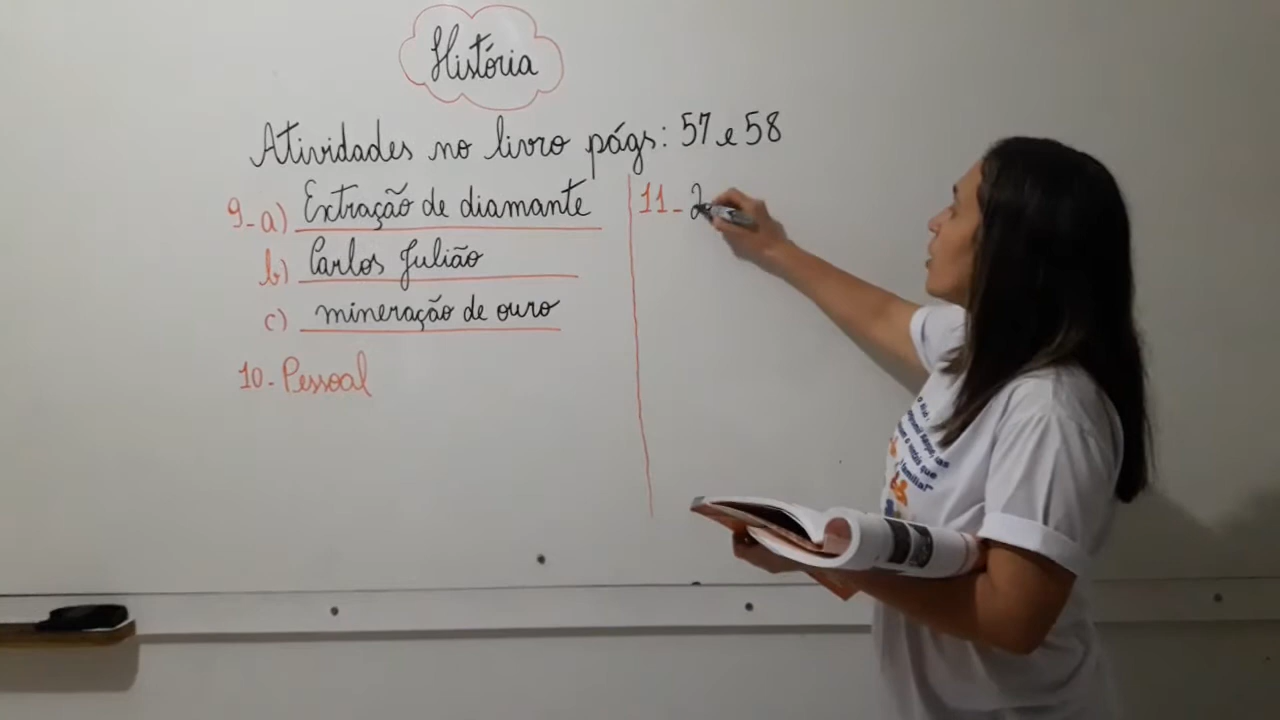 História
Atividades no livro págs: 57 e 58
9- a) Extração de diamante
b) Carlos Julião
c) mineração de ouro
10- Pessoal
11-